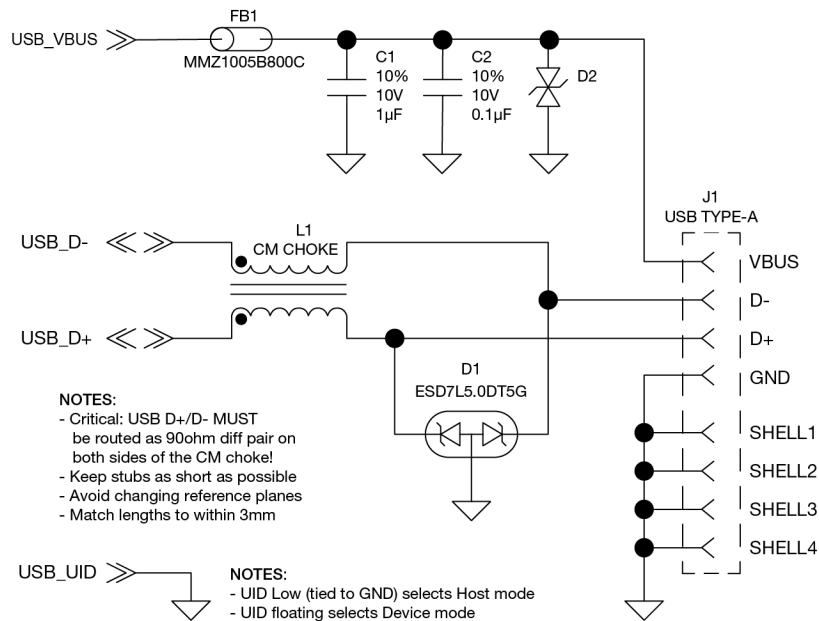 FB1
USB_VBUS
MMZ1005B800C
C1
10%
10V
1µF
C2
10%
10V
0.1µF
D2
J1
USB TYPE-A
USB_D-
L1
CM CHOKE
VBUS
D-
USB_D+
D+
D1
ESD7L5.0DT5G
GND
NOTES:
- Critical: USB D+/D- MUST
be routed as 90ohm diff pair on
both sides of the CM choke!
- Keep stubs as short as possible
- Avoid changing reference planes
- Match lengths to within 3mm
SHELL1
SHELL2
SHELL3
SHELL4
USB_UID
NOTES:
- UID Low (tied to GND) selects Host mode
- UID floating selects Device mode